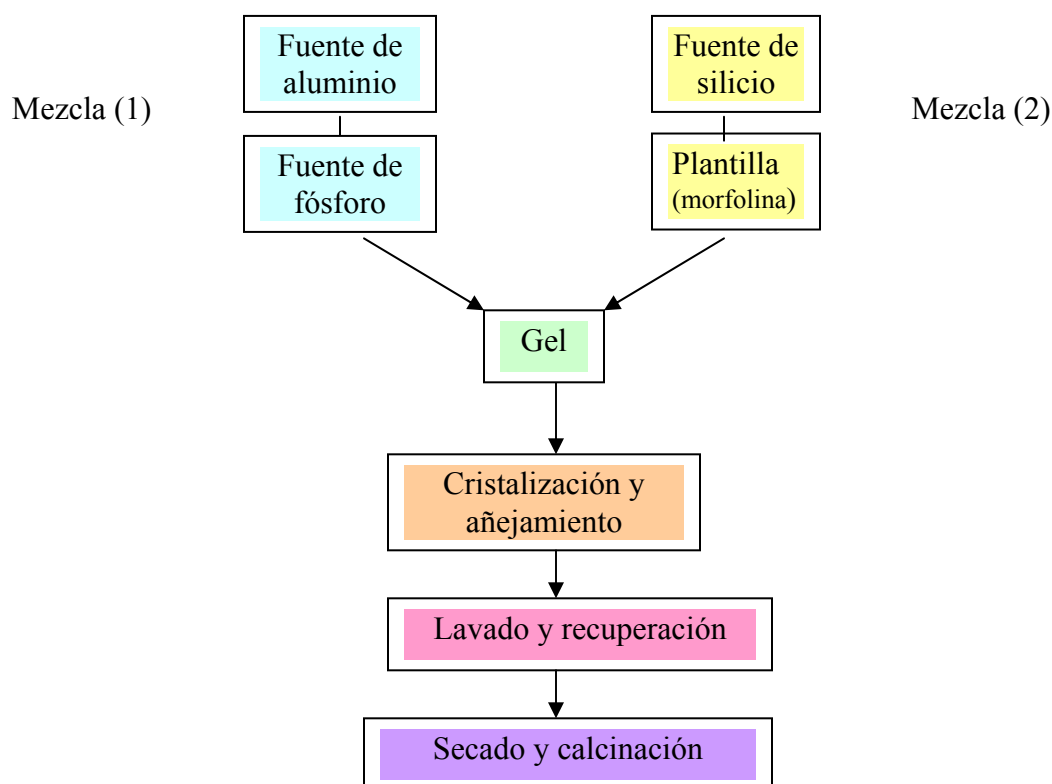 Mezcla (1)
Fuente de
aluminio
Fuente de
fósforo
Fuente de
silicio
Plantilla
(morfolina)
Mezcla (2)
Gel
Cristalización y
añejamiento
Lavado y recuperación
Secado y calcinación